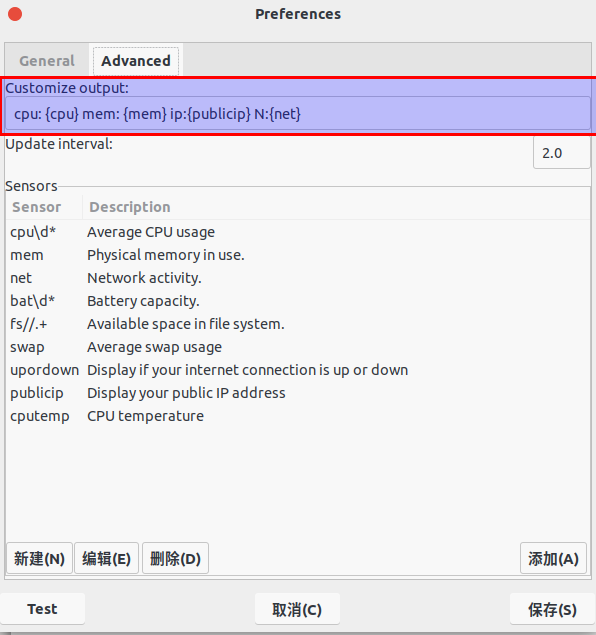 Preferences
General Advanced
Customize output:
cpu: {cpu} mem: {mem} ip:{publicip} N:{net}
Update interval: 2.0
Sensors
Sensor Description
cpu\d* Average CPU usage
mem Physical memory in use.
net Network activity.
bat\d* Battery capacity.
fs//.+ Available space in file system.
swap Average swap usage
upordown Display if your internet connection is up or down
publicip Display your public IP address
cputemp CPU temperature
新建(N) 编辑(E) 删除(D) 添加(A)
Test 取消(C) 保存(S)